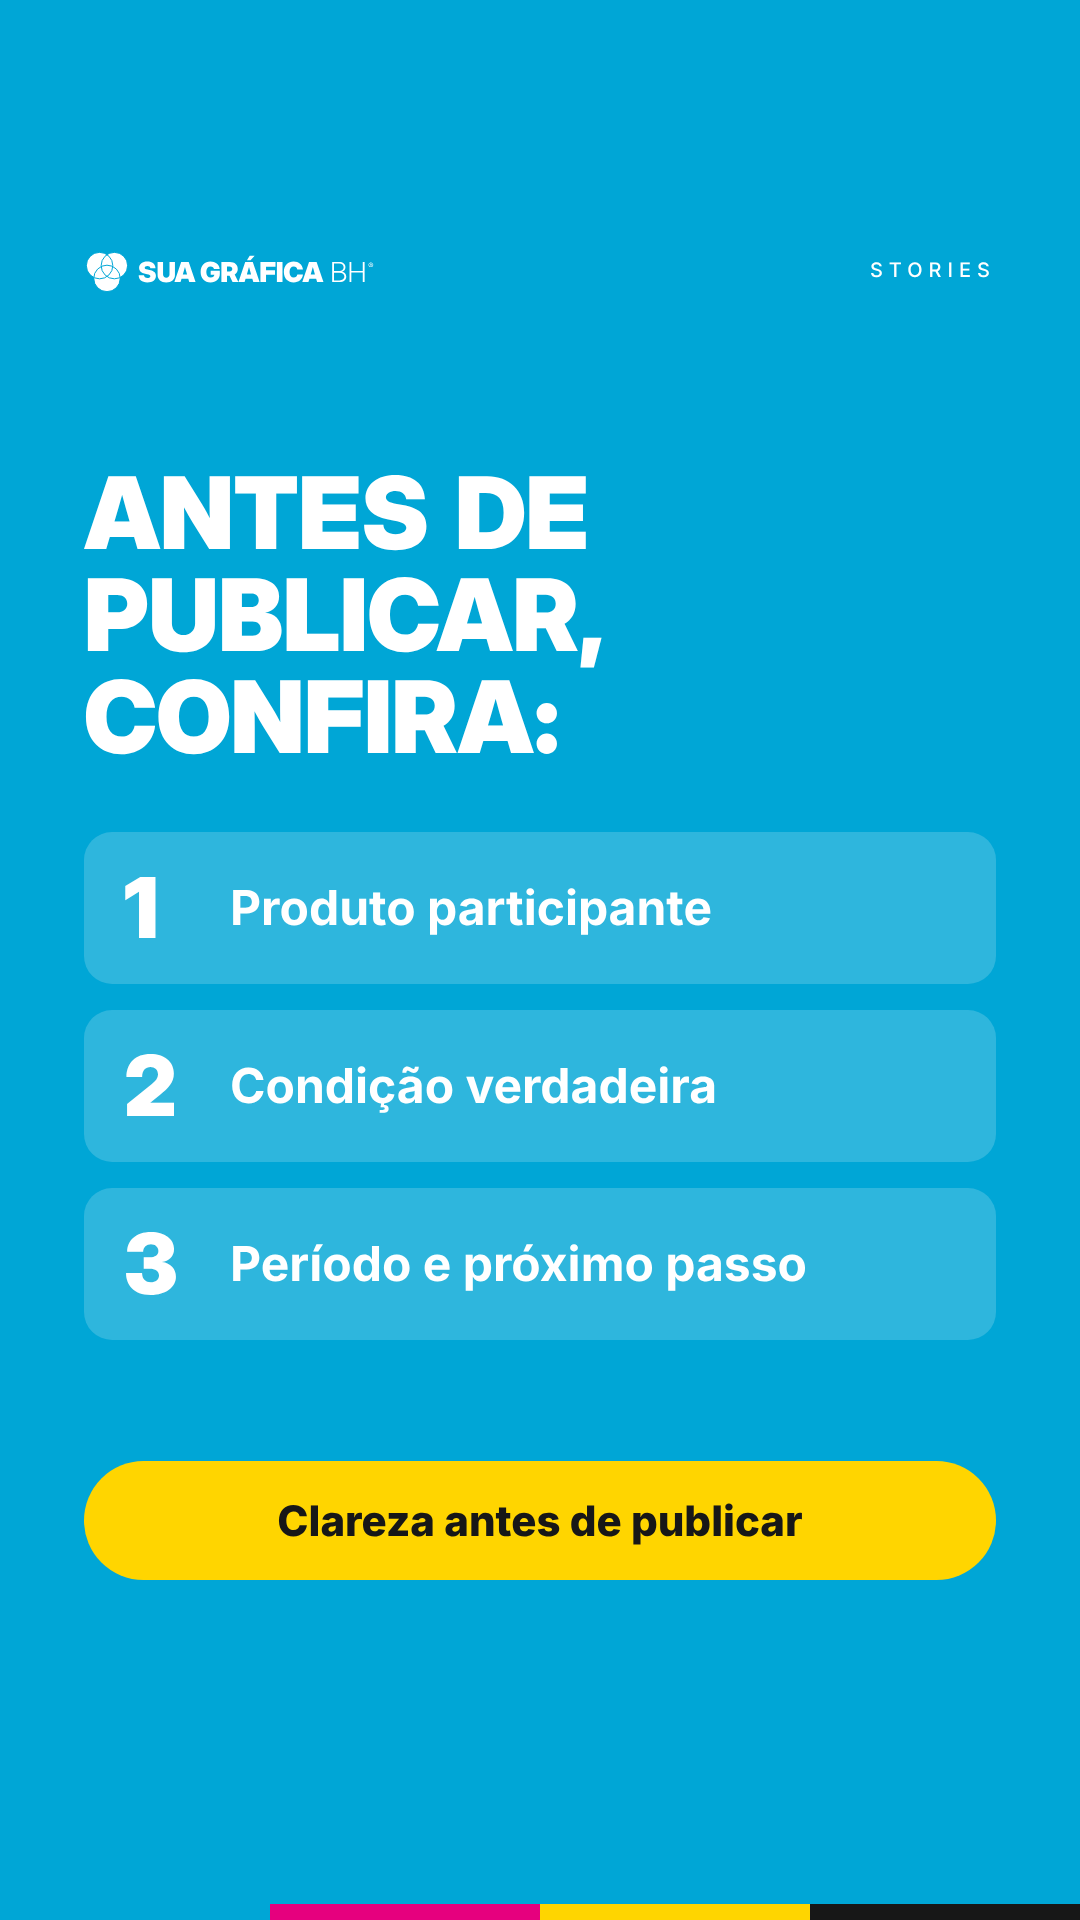 SUA GRÁFICA BH®
STORIES
ANTES DE
PUBLICAR,
CONFIRA:
1 Produto participante
2 Condição verdadeira
3 Período e próximo passo
Clareza antes de publicar